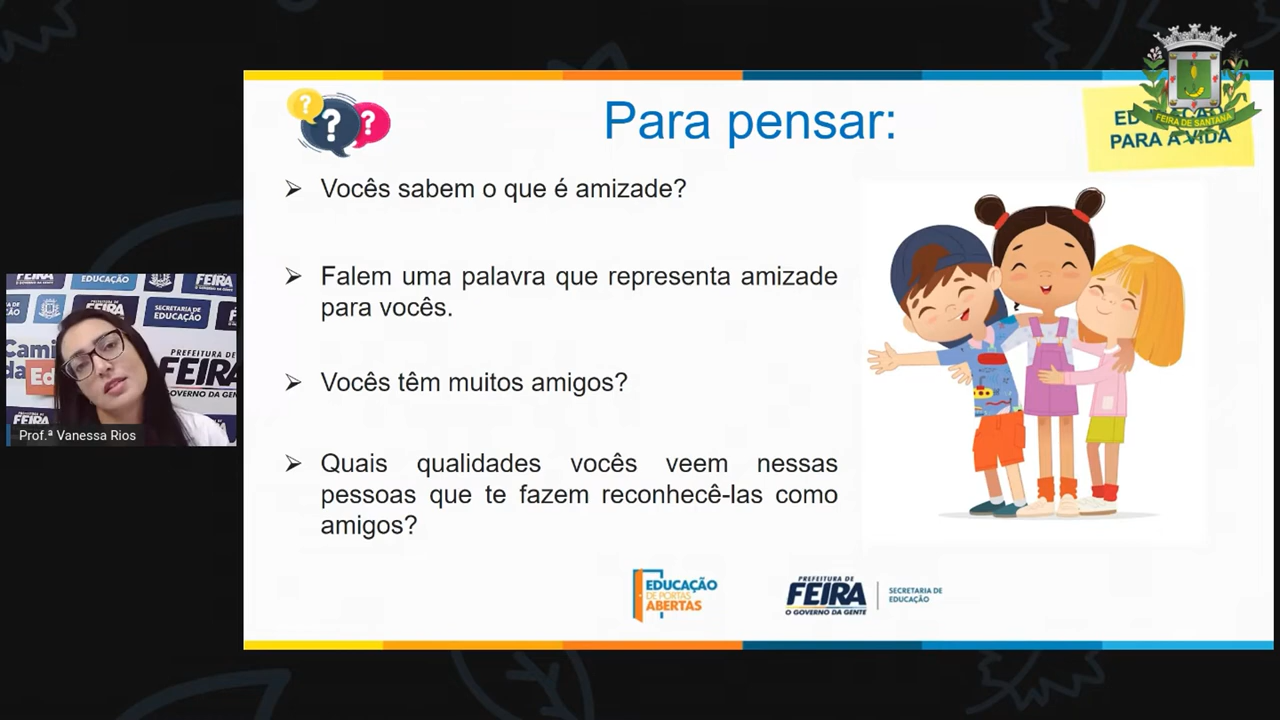 Para pensar:
FEIRA DE SANTANA
PARA A VIDA
➢ Vocês sabem o que é amizade?
➢ Falem uma palavra que representa amizade
para vocês.
➢ Vocês têm muitos amigos?
➢ Quais qualidades vocês veem nessas
pessoas que te fazem reconhecê-las como
amigos?
FEIRA
EDUCAÇÃO
FEIRA
FEIRA
SECRETARIA DE
EDUCAÇÃO
PREFEITURA DE
FEIRA
GOVERNO DA GENTE
FEIRA
Prof.ª Vanessa Rios
EDUCAÇÃO
DE PORTAS
ABERTAS
PREFEITURA DE
FEIRA
O GOVERNO DA GENTE
SECRETARIA DE
EDUCAÇÃO